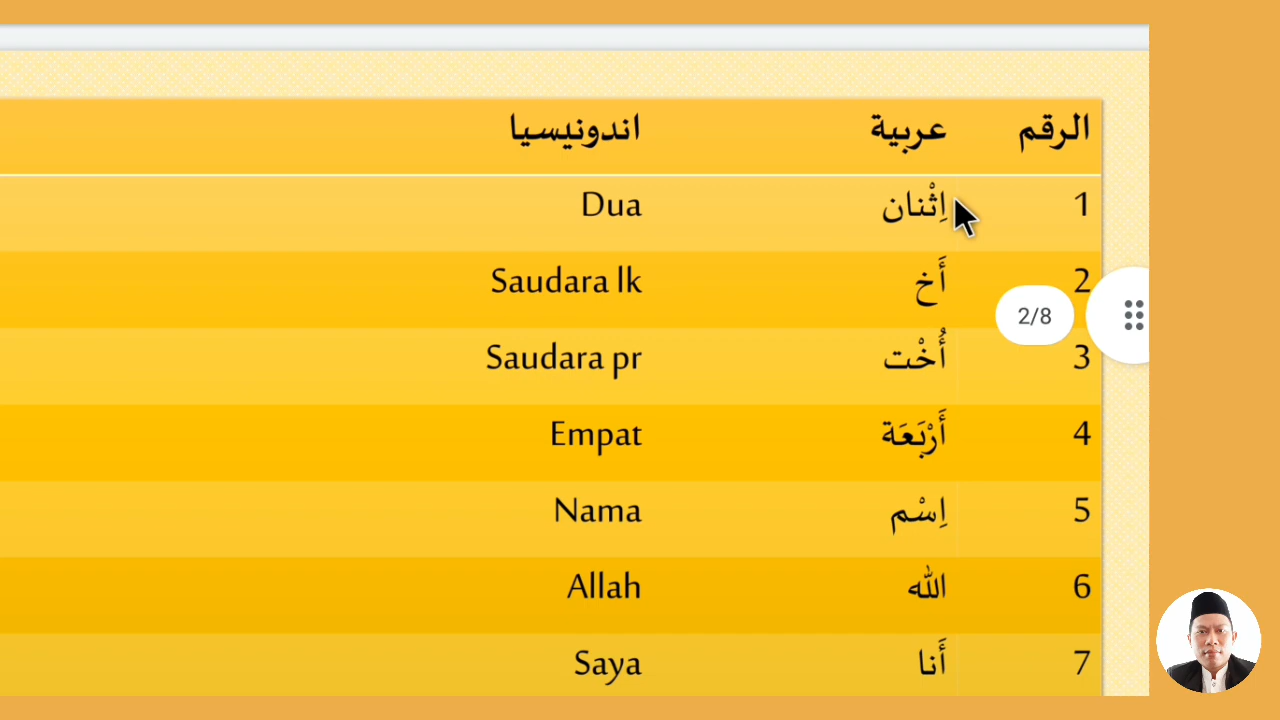 الرقم عربية اندونيسيا
1 اِثْنان Dua
2 أَخ Saudara lk
2/8
3 أُخْت Saudara pr
4 أَرْبَعَة Empat
5 اِسْم Nama
6 الله Allah
7 أَنا Saya